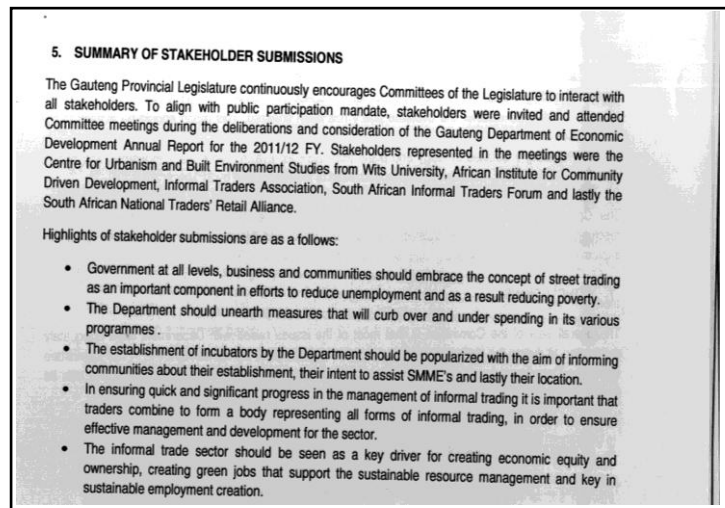 5. SUMMARY OF STAKEHOLDER SUBMISSIONS
The Gauteng Provincial Legislature continuously encourages Committees of the Legislature to interact with
all stakeholders. To align with public participation mandate, stakeholders were invited and attended
Committee meetings during the deliberations and consideration of the Gauteng Department of Economic
Development Annual Report for the 2011/12 FY. Stakeholders represented in the meetings were the
Centre for Urbanism and Built Environment Studies from Wits University, African Institute for Community
Driven Development, Informal Traders Association, South African Informal Traders Forum and lastly the
South African National Traders' Retail Alliance.
Highlights of stakeholder submissions are as follows:
• Government at all levels, business and communities should embrace the concept of street trading
as an important component in efforts to reduce unemployment and as a result reducing poverty.
• The Department should unearth measures that will curb over and under spending in its various
programmes.
• The establishment of incubators by the Department should be popularized with the aim of informing
communities about their establishment, their intent to assist SMME's and lastly their location.
• In ensuring quick and significant progress in the management of informal trading it is important that
traders combine to form a body representing all forms of informal trading, in order to ensure
effective management and development for the sector.
• The informal trade sector should be seen as a key driver for creating economic equity and
ownership, creating green jobs that support the sustainable resource management and key in
sustainable employment creation.